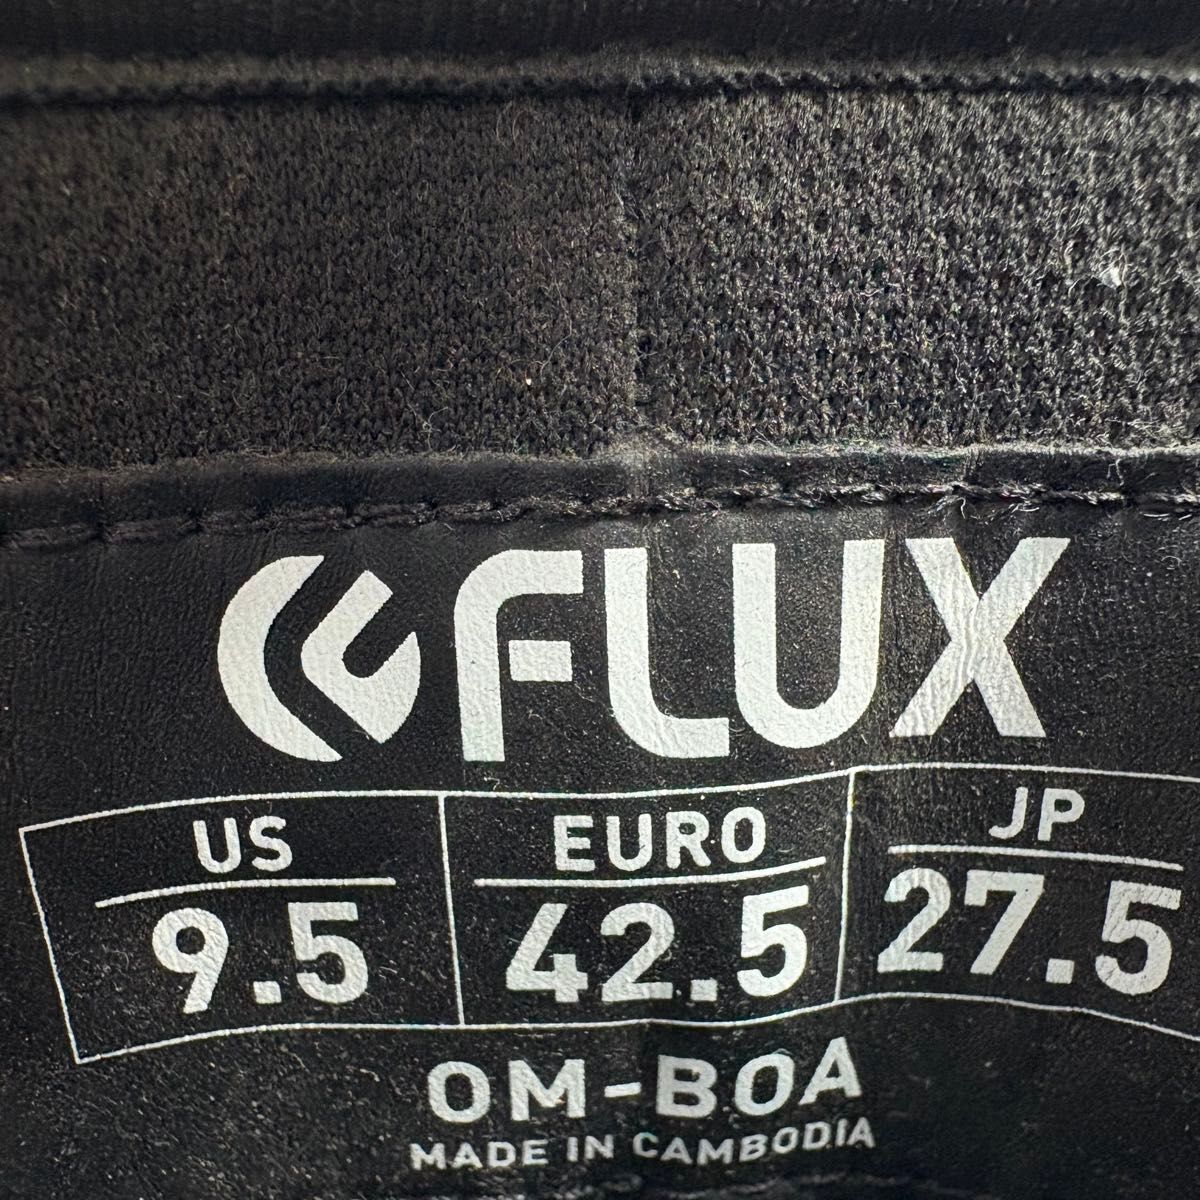 FLUX
US EURO JP
9.5 42.5 27.5
OM-BOA
MADE IN CAMBODIA